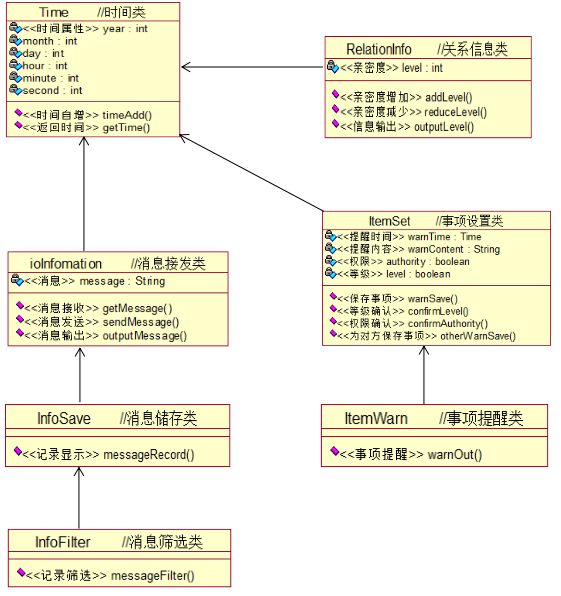 Time //时间类
<<时间属性>> year : int
month : int
day : int
hour : int
minute : int
second : int
<<时间自增>> timeAdd()
<<返回时间>> getTime()
RelationInfo //关系信息类
<<亲密度>> level : int
<<亲密度增加>> addLevel()
<<亲密度减少>> reduceLevel()
<<信息输出>> outputLevel()
ItemSet //事项设置类
<<提醒时间>> warnTime : Time
<<提醒内容>> warnContent : String
<<权限>> authority : boolean
<<等级>> level : boolean
<<保存事项>> warnSave()
<<等级确认>> confirmLevel()
<<权限确认>> confirmAuthority()
<<为对方保存事项>> otherWarnSave()
ioInfomation //消息接发类
<<消息>> message : String
<<消息接收>> getMessage()
<<消息发送>> sendMessage()
<<消息输出>> outputMessage()
InfoSave //消息储存类
<<记录显示>> messageRecord()
ItemWarn //事项提醒类
<<事项提醒>> warnOut()
InfoFilter //消息筛选类
<<记录筛选>> messageFilter()